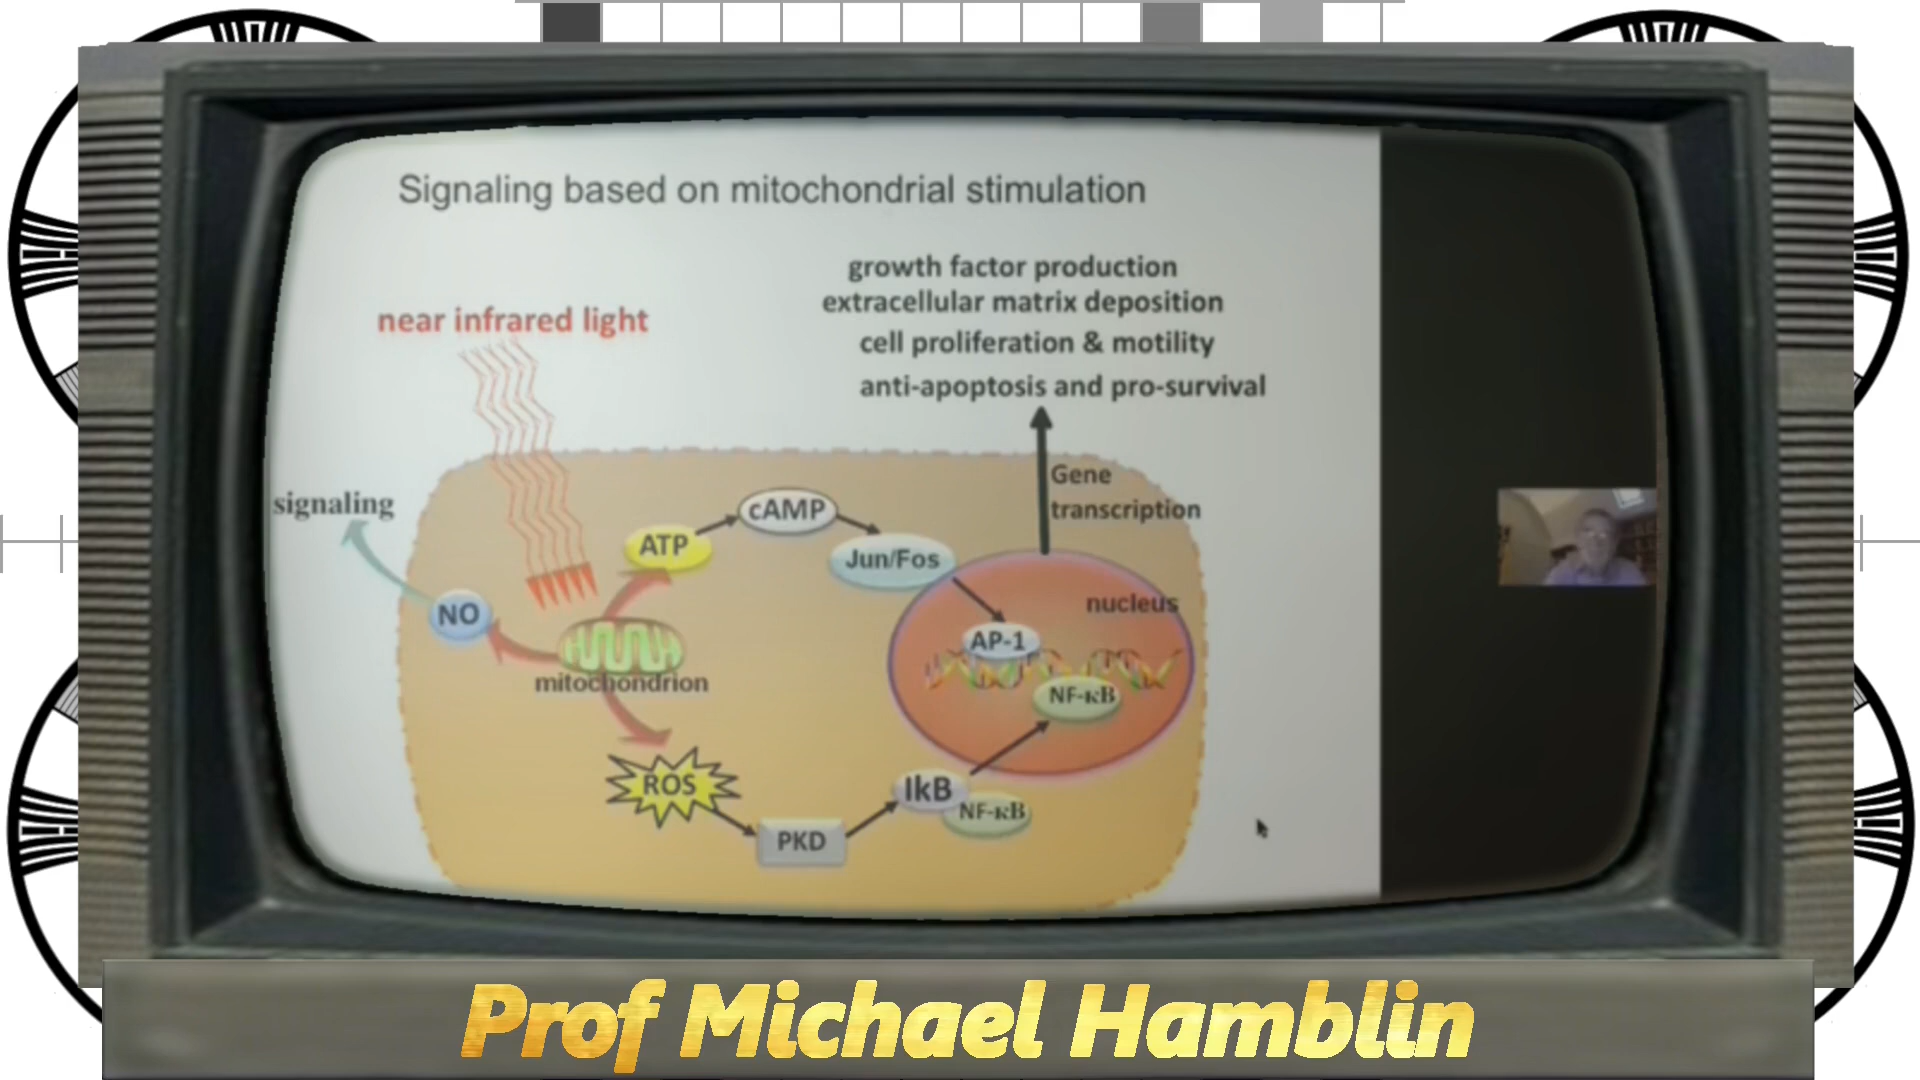 Signaling based on mitochondrial stimulation
growth factor production
extracellular matrix deposition
near infrared light
cell proliferation & motility
anti-apoptosis and pro-survival
Gene
transcription
signaling
cAMP
ATP
Jun/Fos
NO
nucleus
AP-1
mitochondrion
NF-κB
ROS
IkB
NF-κB
PKD
Prof Michael Hamblin